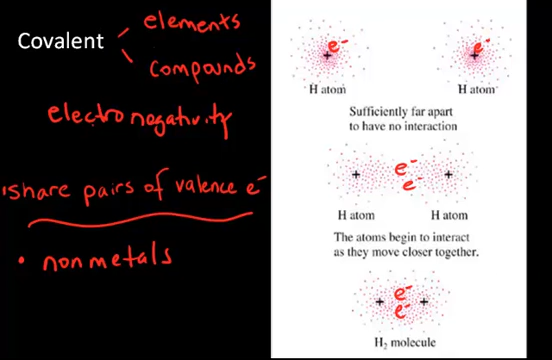 Covalent
elements
compounds
electronegativity
share pairs of valence e⁻
• nonmetals
e⁻ e⁻
+ +
H atom H atom
Sufficiently far apart
to have no interaction
e⁻
+ +
e⁻
H atom H atom
The atoms begin to interact
as they move closer together.
e⁻
+ +
e⁻
H₂ molecule